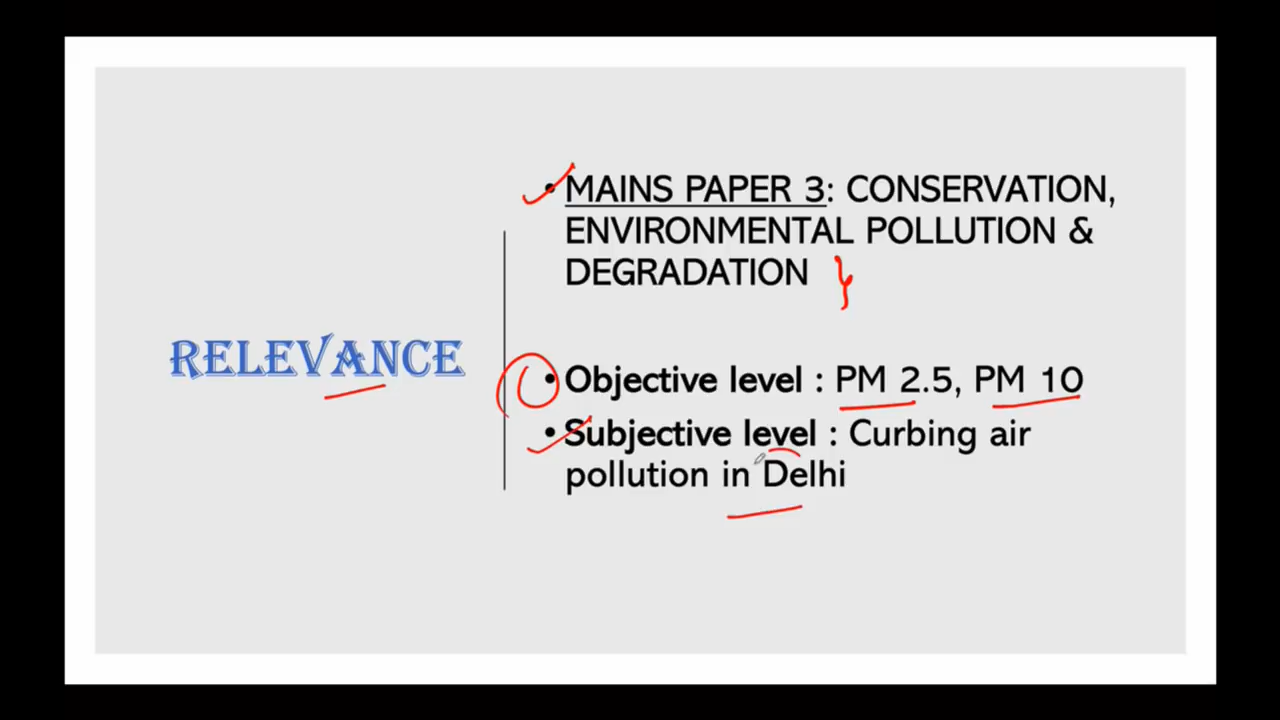 RELEVANCE
• MAINS PAPER 3: CONSERVATION,
ENVIRONMENTAL POLLUTION &
DEGRADATION
• Objective level : PM 2.5, PM 10
• Subjective level : Curbing air
pollution in Delhi